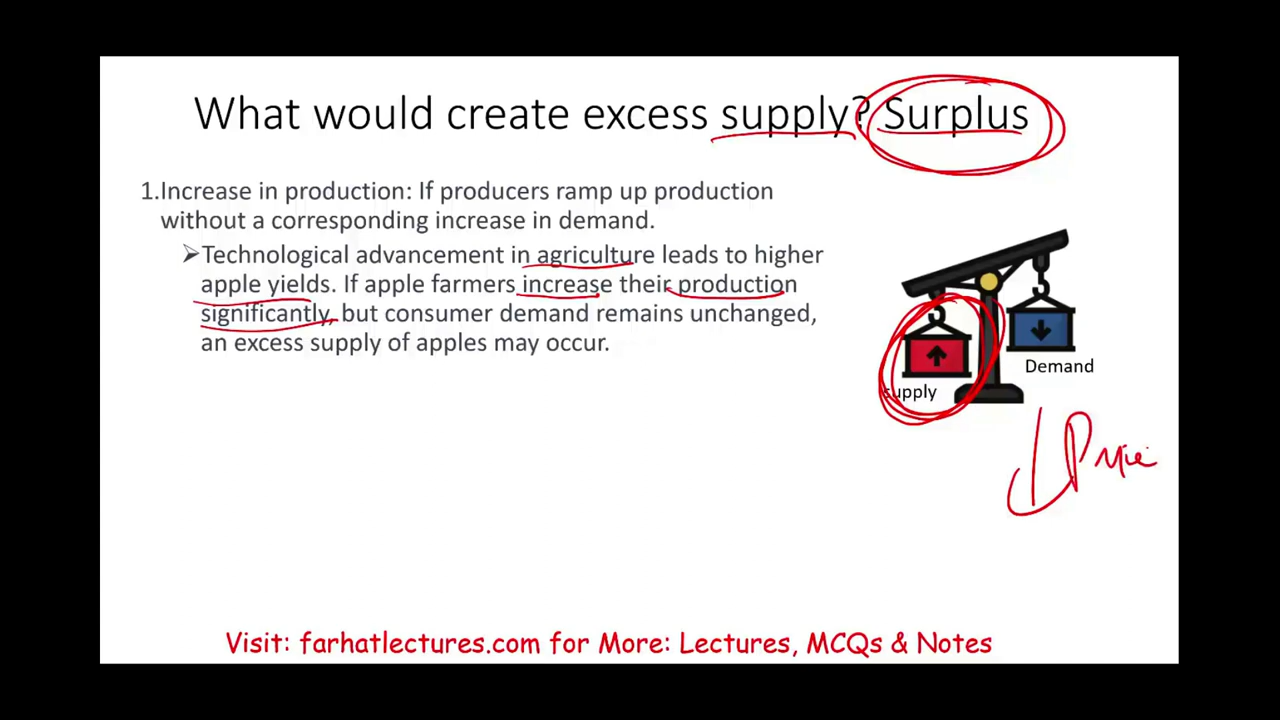 What would create excess supply? Surplus
1.Increase in production: If producers ramp up production
without a corresponding increase in demand.
➢Technological advancement in agriculture leads to higher
apple yields. If apple farmers increase their production
significantly, but consumer demand remains unchanged,
an excess supply of apples may occur.
supply
Demand
↓Price
Visit: farhatlectures.com for More: Lectures, MCQs & Notes